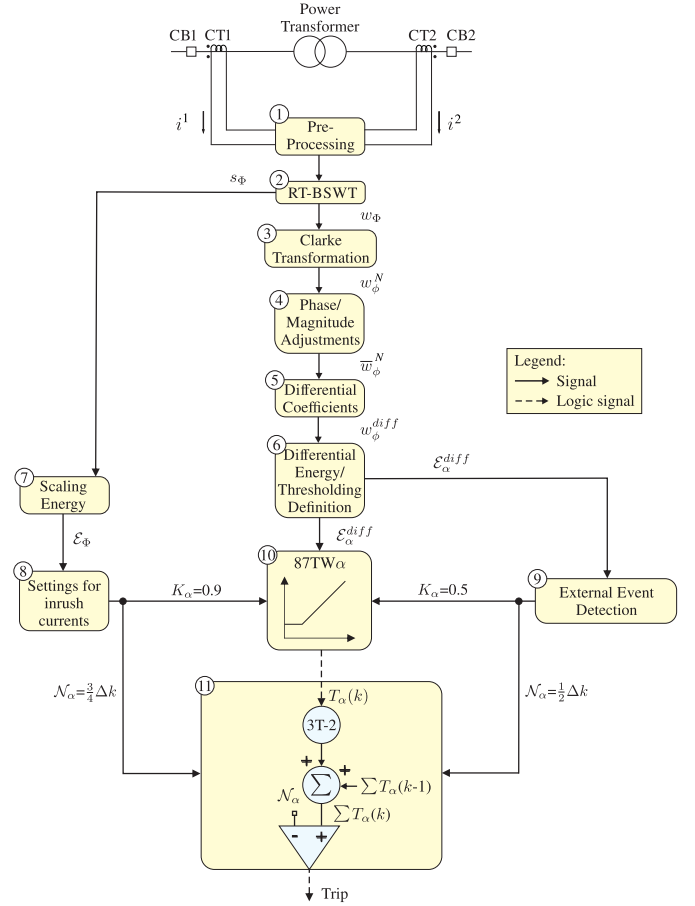 Power
Transformer
CB1 CT1 CT2 CB2
i¹ i²
1
Pre-
Processing
2
RT-BSWT
s_Φ
w_Φ
3
Clarke
Transformation
w_ϕ^N
4
Phase/
Magnitude
Adjustments
w̅_ϕ^N
5
Differential
Coefficients
w_ϕ^{diff}
Legend:
Signal
Logic signal
6
Differential
Energy/
Thresholding
Definition
ℰ_α^{diff}
7
Scaling
Energy
ℰ_Φ
ℰ_α^{diff}
8
Settings for
inrush
currents
K_α=0.9
10
87TWα
K_α=0.5
9
External Event
Detection
𝒩_α=¾Δk
𝒩_α=½Δk
11
T_α(k)
3T-2
+ +
∑
∑T_α(k-1)
𝒩_α
∑T_α(k)
- +
Trip